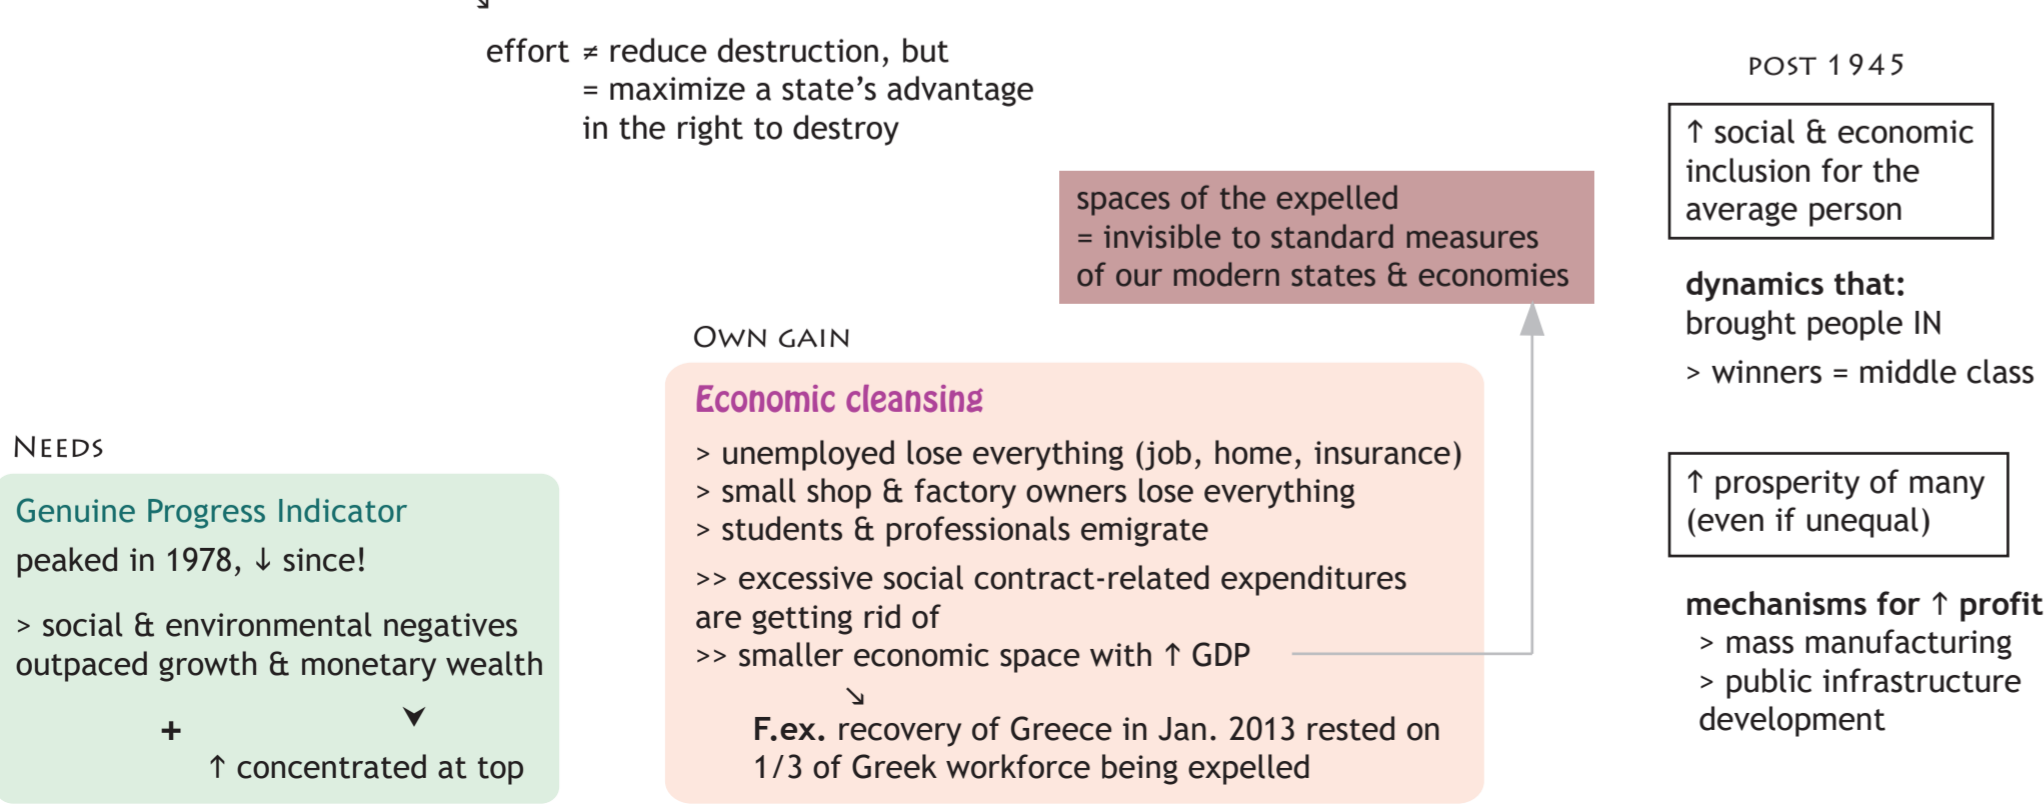 ↘
effort ≠ reduce destruction, but
= maximize a state's advantage
in the right to destroy
spaces of the expelled
= invisible to standard measures
of our modern states & economies
NEEDS
Genuine Progress Indicator
peaked in 1978, ↓ since!
> social & environmental negatives
outpaced growth & monetary wealth
+
↑ concentrated at top
OWN GAIN
Economic cleansing
> unemployed lose everything (job, home, insurance)
> small shop & factory owners lose everything
> students & professionals emigrate
>> excessive social contract-related expenditures
are getting rid of
>> smaller economic space with ↑ GDP
↘
F.ex. recovery of Greece in Jan. 2013 rested on
1/3 of Greek workforce being expelled
POST 1945
↑ social & economic
inclusion for the
average person
dynamics that:
brought people IN
> winners = middle class
↑ prosperity of many
(even if unequal)
mechanisms for ↑ profit
> mass manufacturing
> public infrastructure
development